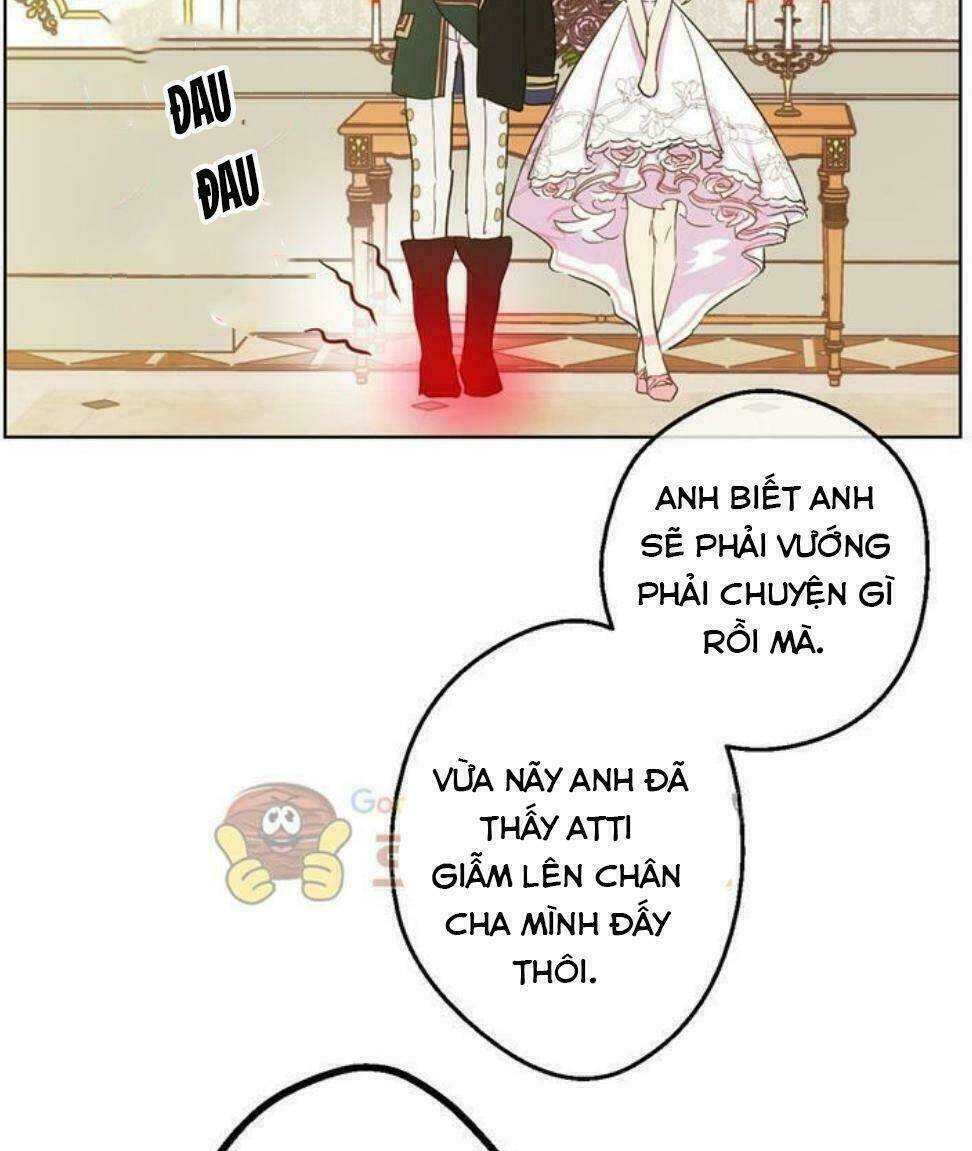 ĐAU
ĐAU
ANH BIẾT ANH
SẼ PHẢI VƯỚNG
PHẢI CHUYỆN GÌ
RỒI MÀ.
VỪA NÃY ANH ĐÃ
THẤY ATTI
GIẪM LÊN CHÂN
CHA MÌNH ĐẤY
THÔI.